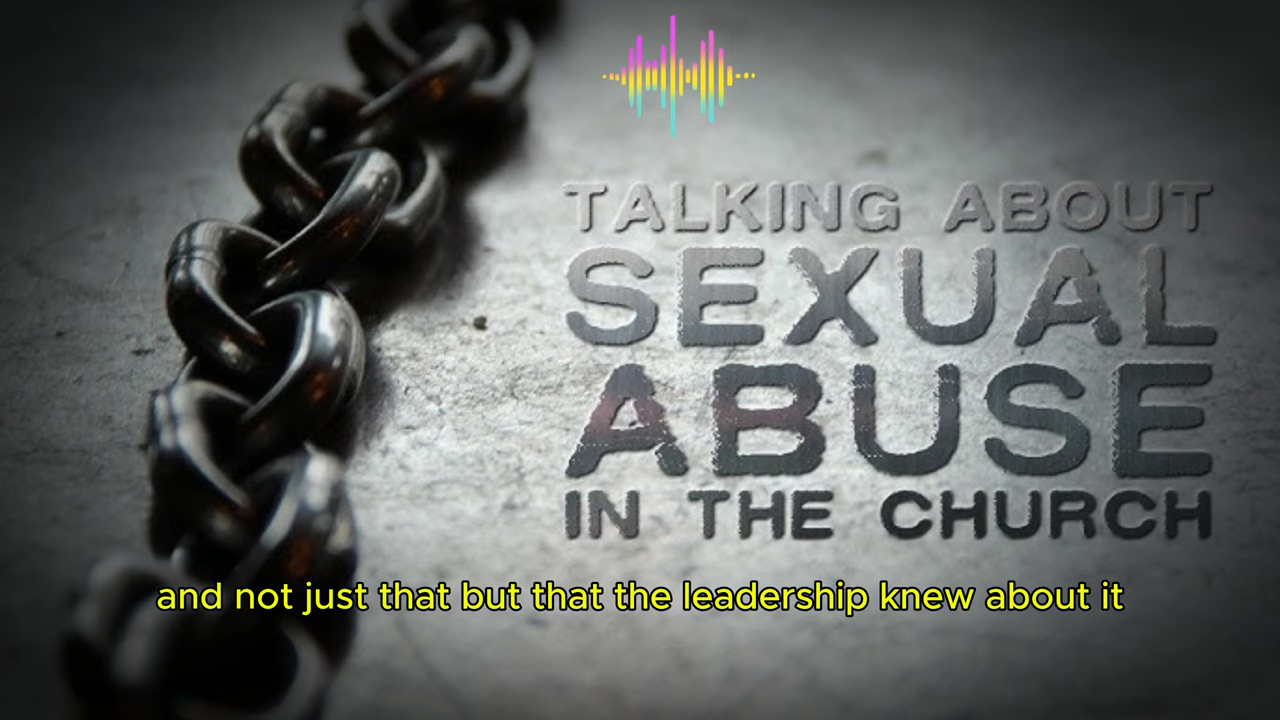 TALKING ABOUT
SEXUAL
ABUSE
IN THE CHURCH
and not just that but that the leadership knew about it